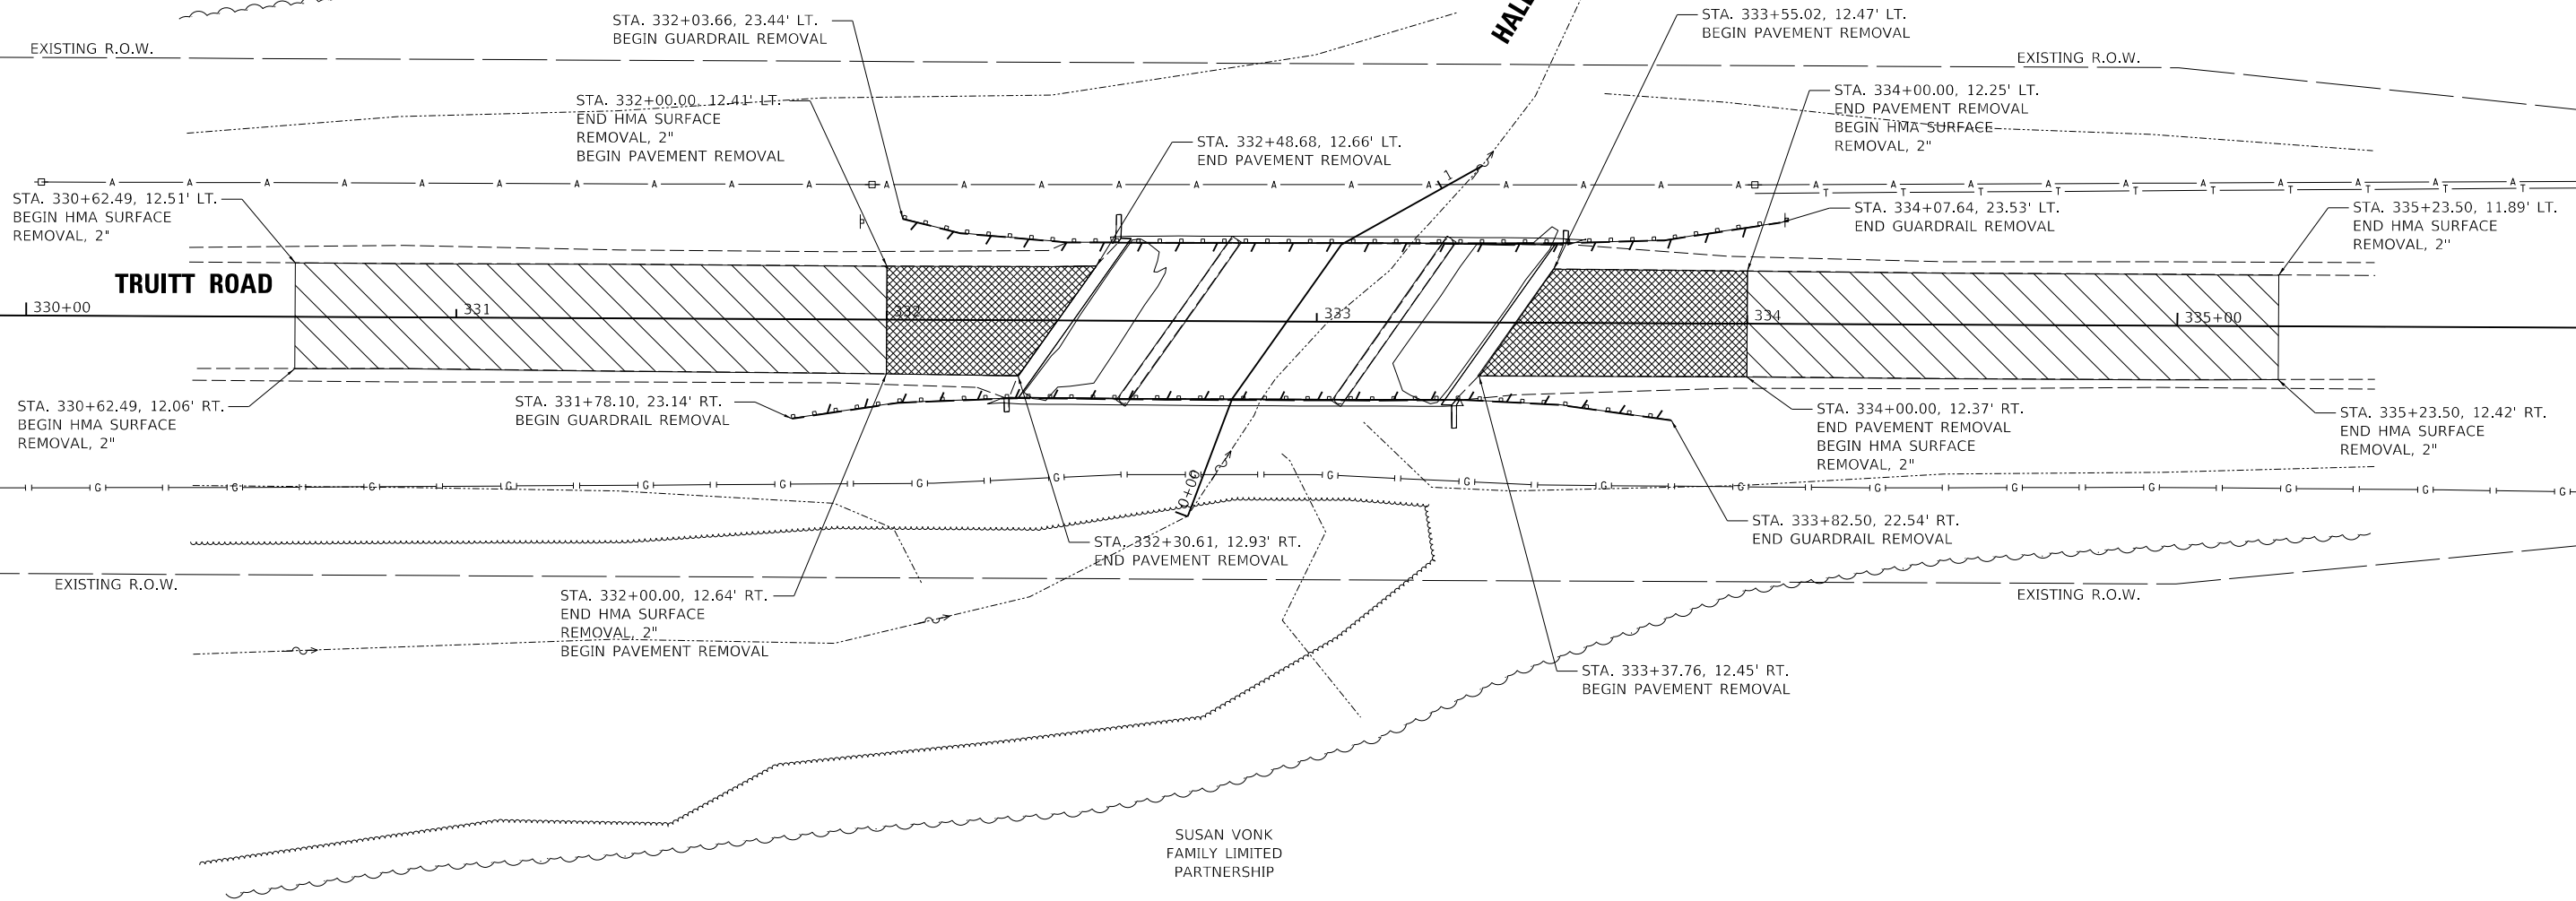 STA. 332+03.66, 23.44' LT.
BEGIN GUARDRAIL REMOVAL
STA. 333+55.02, 12.47' LT.
BEGIN PAVEMENT REMOVAL
EXISTING R.O.W.
EXISTING R.O.W.
STA. 332+00.00, 12.41' LT.
END HMA SURFACE
REMOVAL, 2"
BEGIN PAVEMENT REMOVAL
STA. 334+00.00, 12.25' LT.
END PAVEMENT REMOVAL
BEGIN HMA SURFACE
REMOVAL, 2"
STA. 332+48.68, 12.66' LT.
END PAVEMENT REMOVAL
STA. 330+62.49, 12.51' LT.
BEGIN HMA SURFACE
REMOVAL, 2"
STA. 334+07.64, 23.53' LT.
END GUARDRAIL REMOVAL
STA. 335+23.50, 11.89' LT.
END HMA SURFACE
REMOVAL, 2"
TRUITT ROAD
330+00
331
332
333
334
335+00
1
0+00
STA. 330+62.49, 12.06' RT.
BEGIN HMA SURFACE
REMOVAL, 2"
STA. 331+78.10, 23.14' RT.
BEGIN GUARDRAIL REMOVAL
STA. 334+00.00, 12.37' RT.
END PAVEMENT REMOVAL
BEGIN HMA SURFACE
REMOVAL, 2"
STA. 335+23.50, 12.42' RT.
END HMA SURFACE
REMOVAL, 2"
STA. 333+82.50, 22.54' RT.
END GUARDRAIL REMOVAL
STA. 332+30.61, 12.93' RT.
END PAVEMENT REMOVAL
EXISTING R.O.W.
EXISTING R.O.W.
STA. 332+00.00, 12.64' RT.
END HMA SURFACE
REMOVAL, 2"
BEGIN PAVEMENT REMOVAL
STA. 333+37.76, 12.45' RT.
BEGIN PAVEMENT REMOVAL
SUSAN VONK
FAMILY LIMITED
PARTNERSHIP